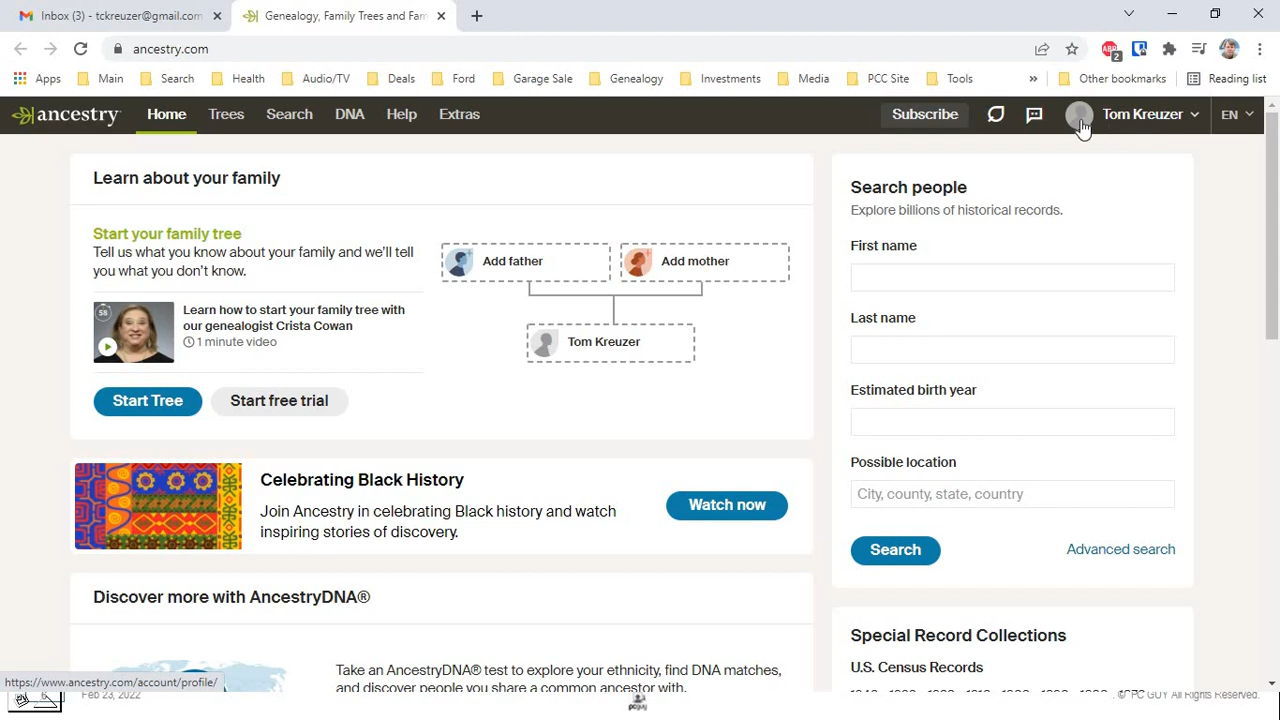 Inbox (3) - tckreuzer@gmail.com
Genealogy, Family Trees and Fam
ancestry.com
2
Apps Main Search Health Audio/TV Deals Ford Garage Sale Genealogy Investments Media PCC Site Tools » Other bookmarks Reading list
ancestry Home Trees Search DNA Help Extras Subscribe Tom Kreuzer EN
Learn about your family
Start your family tree
Tell us what you know about your family and we'll tell
you what you don't know.
58
Learn how to start your family tree with
our genealogist Crista Cowan
1 minute video
Start Tree Start free trial
Add father Add mother
Tom Kreuzer
Celebrating Black History
Join Ancestry in celebrating Black history and watch
inspiring stories of discovery.
Watch now
Discover more with AncestryDNA®
Take an AncestryDNA® test to explore your ethnicity, find DNA matches,
and discover people you share a common ancestor with.
Search people
Explore billions of historical records.
First name
Last name
Estimated birth year
Possible location
City, county, state, country
Search Advanced search
Special Record Collections
U.S. Census Records
https://www.ancestry.com/account/profile/
Feb 23, 2022
pcguy
© PC GUY All Rights Reserved.